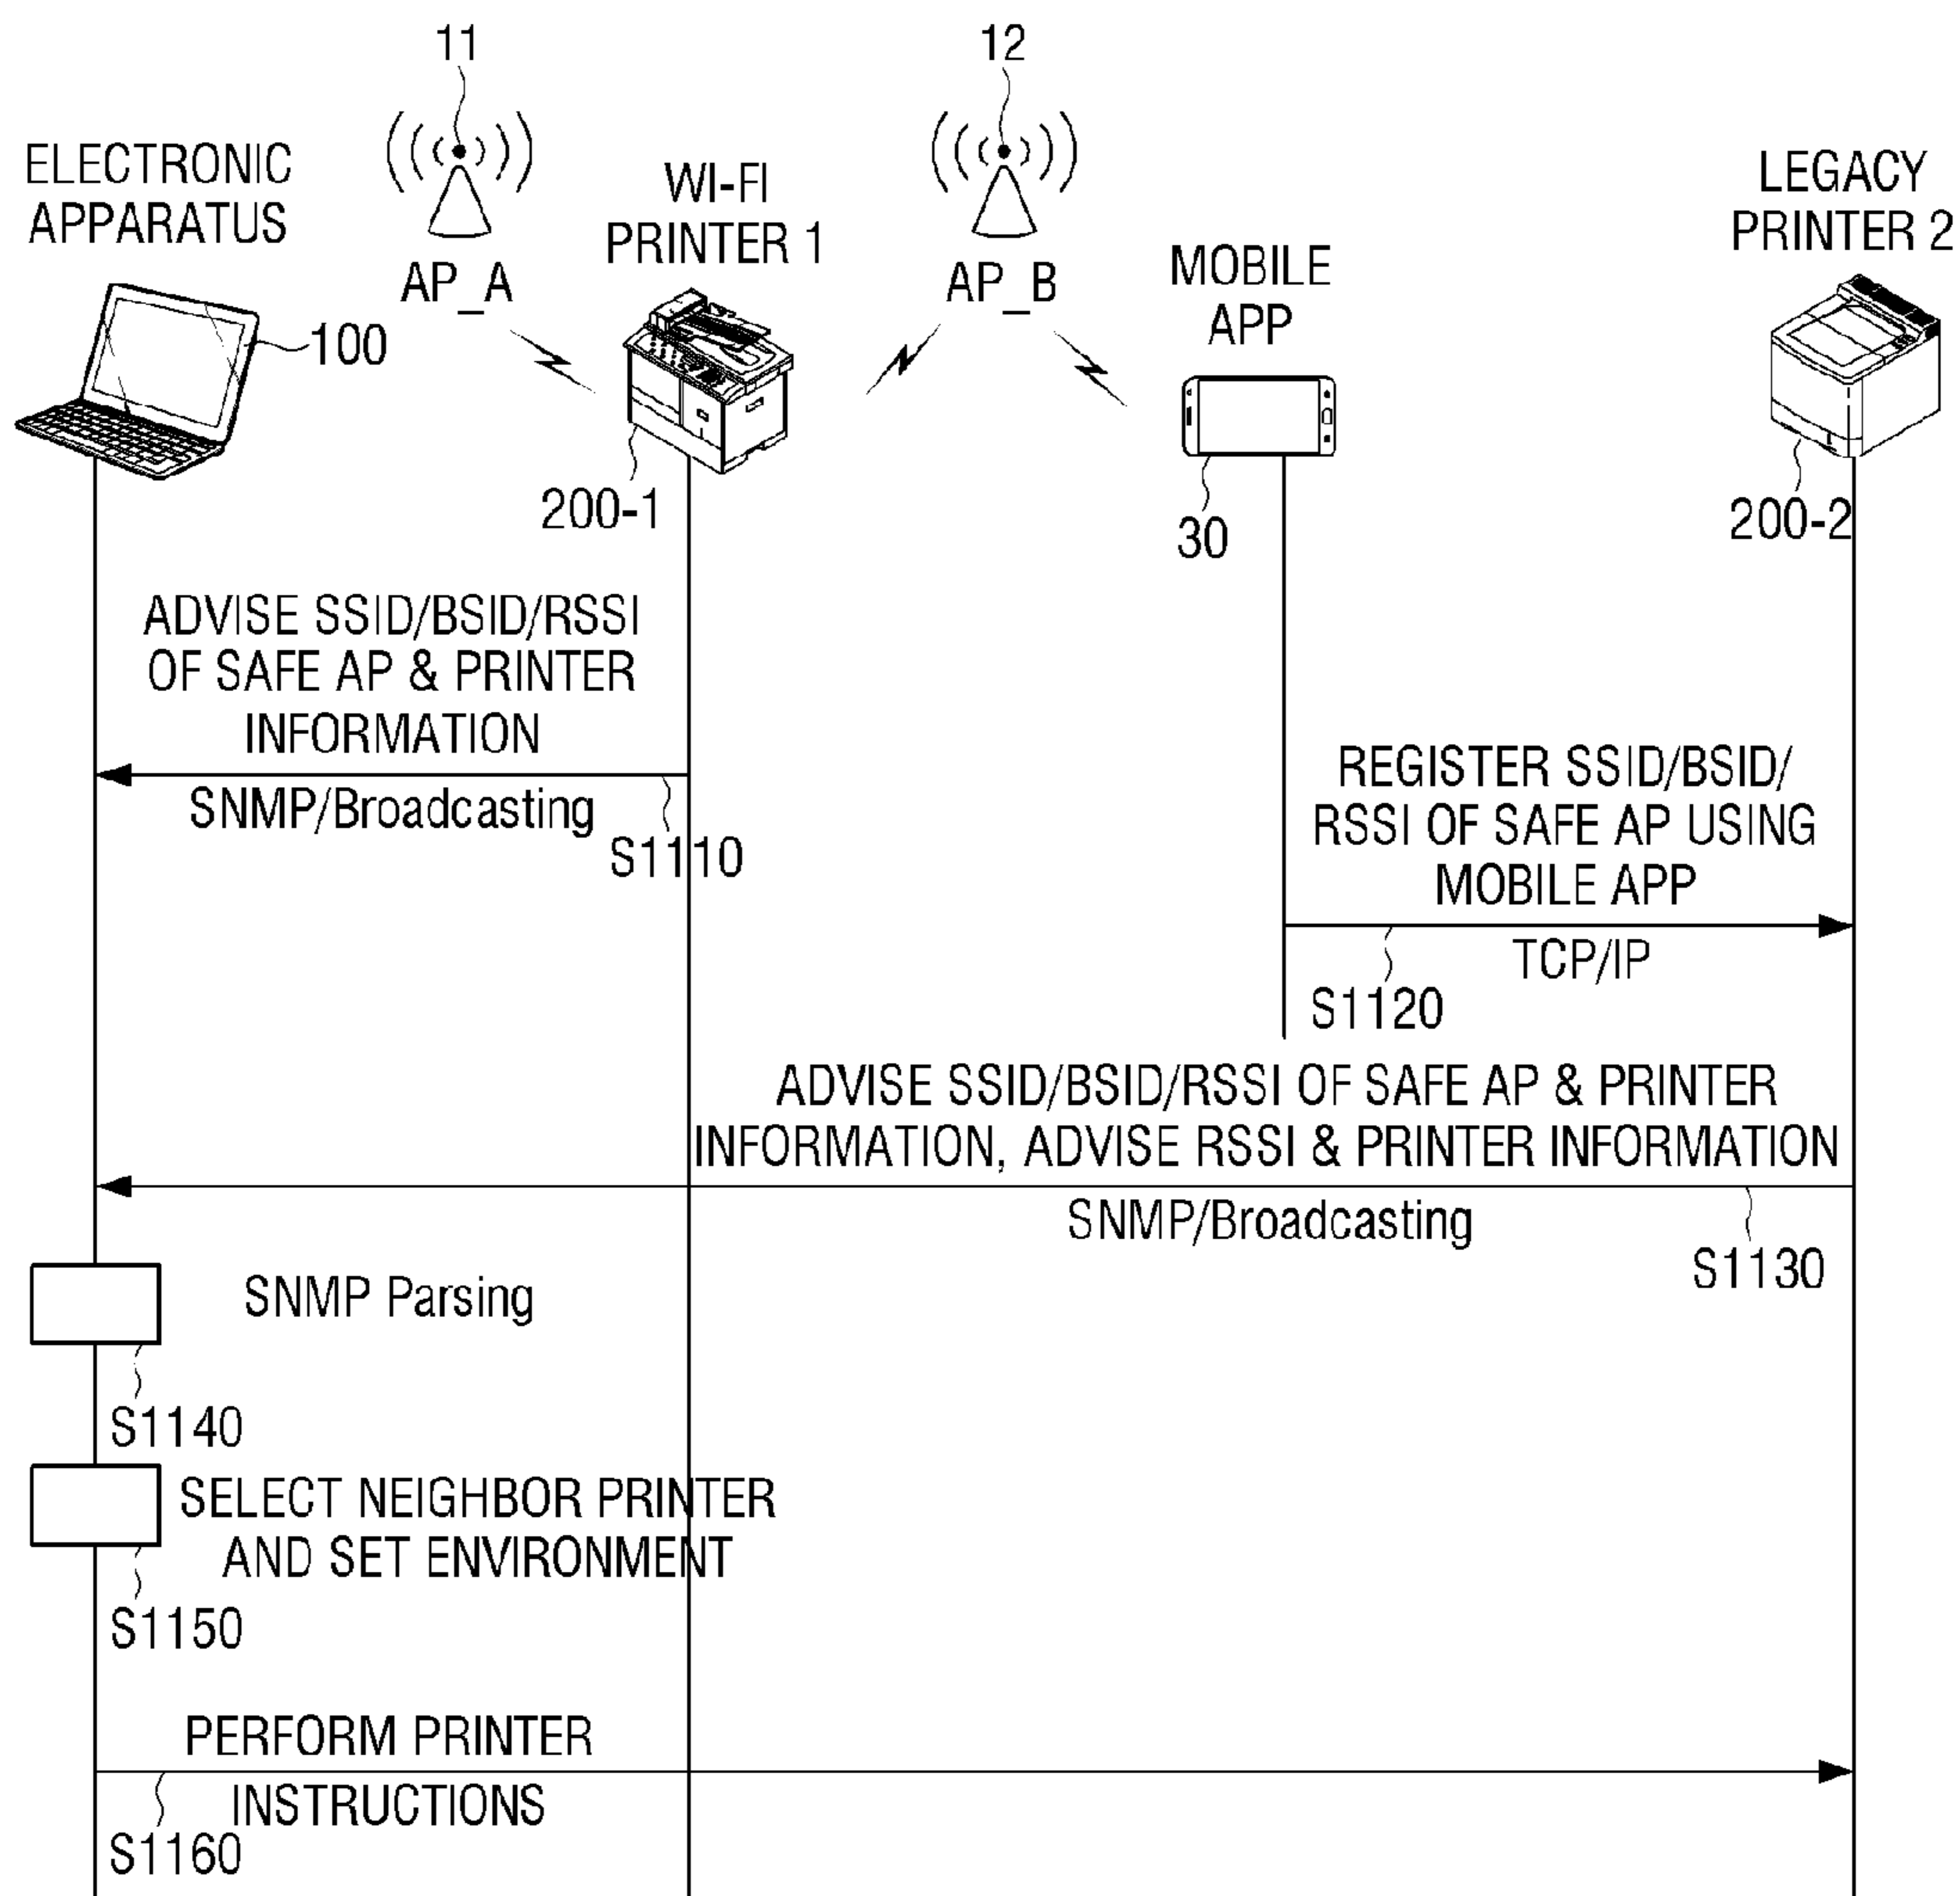 11
12
ELECTRONIC
APPARATUS
AP_A
WI-FI
PRINTER 1
AP_B
MOBILE
APP
LEGACY
PRINTER 2
100
200-1
30
200-2
ADVISE SSID/BSID/RSSI
OF SAFE AP & PRINTER
INFORMATION
SNMP/Broadcasting
S1110
REGISTER SSID/BSID/
RSSI OF SAFE AP USING
MOBILE APP
TCP/IP
S1120
ADVISE SSID/BSID/RSSI OF SAFE AP & PRINTER
INFORMATION, ADVISE RSSI & PRINTER INFORMATION
SNMP/Broadcasting
S1130
SNMP Parsing
S1140
SELECT NEIGHBOR PRINTER
AND SET ENVIRONMENT
S1150
PERFORM PRINTER
INSTRUCTIONS
S1160